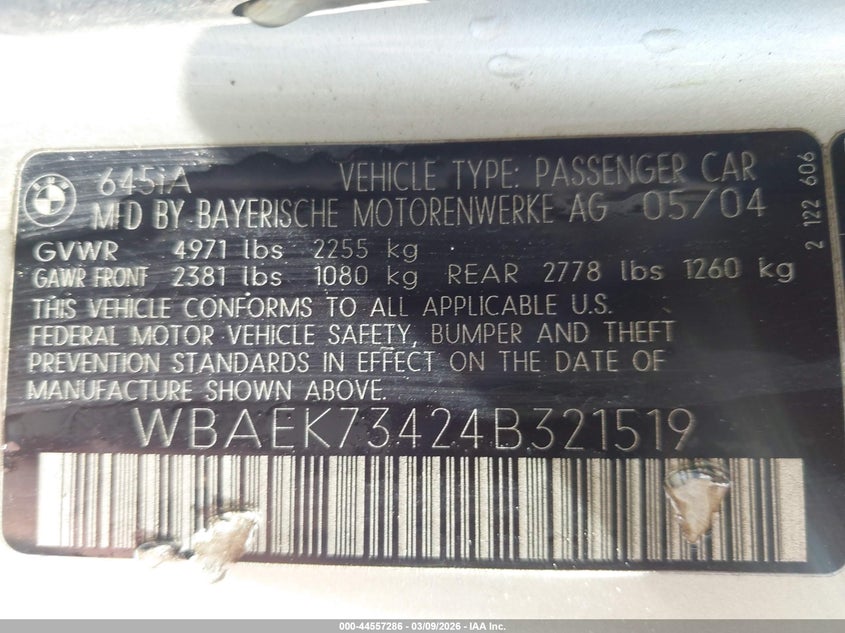 BMW
645iA VEHICLE TYPE: PASSENGER CAR
MFD BY BAYERISCHE MOTORENWERKE AG 05/04
GVWR 4971 lbs 2255 kg
GAWR FRONT 2381 lbs 1080 kg REAR 2778 lbs 1260 kg
THIS VEHICLE CONFORMS TO ALL APPLICABLE U.S.
FEDERAL MOTOR VEHICLE SAFETY, BUMPER AND THEFT
PREVENTION STANDARDS IN EFFECT ON THE DATE OF
MANUFACTURE SHOWN ABOVE.
WBAEK73424B321519
2 122 606
000-44557286 - 03/09/2026 - IAA Inc.